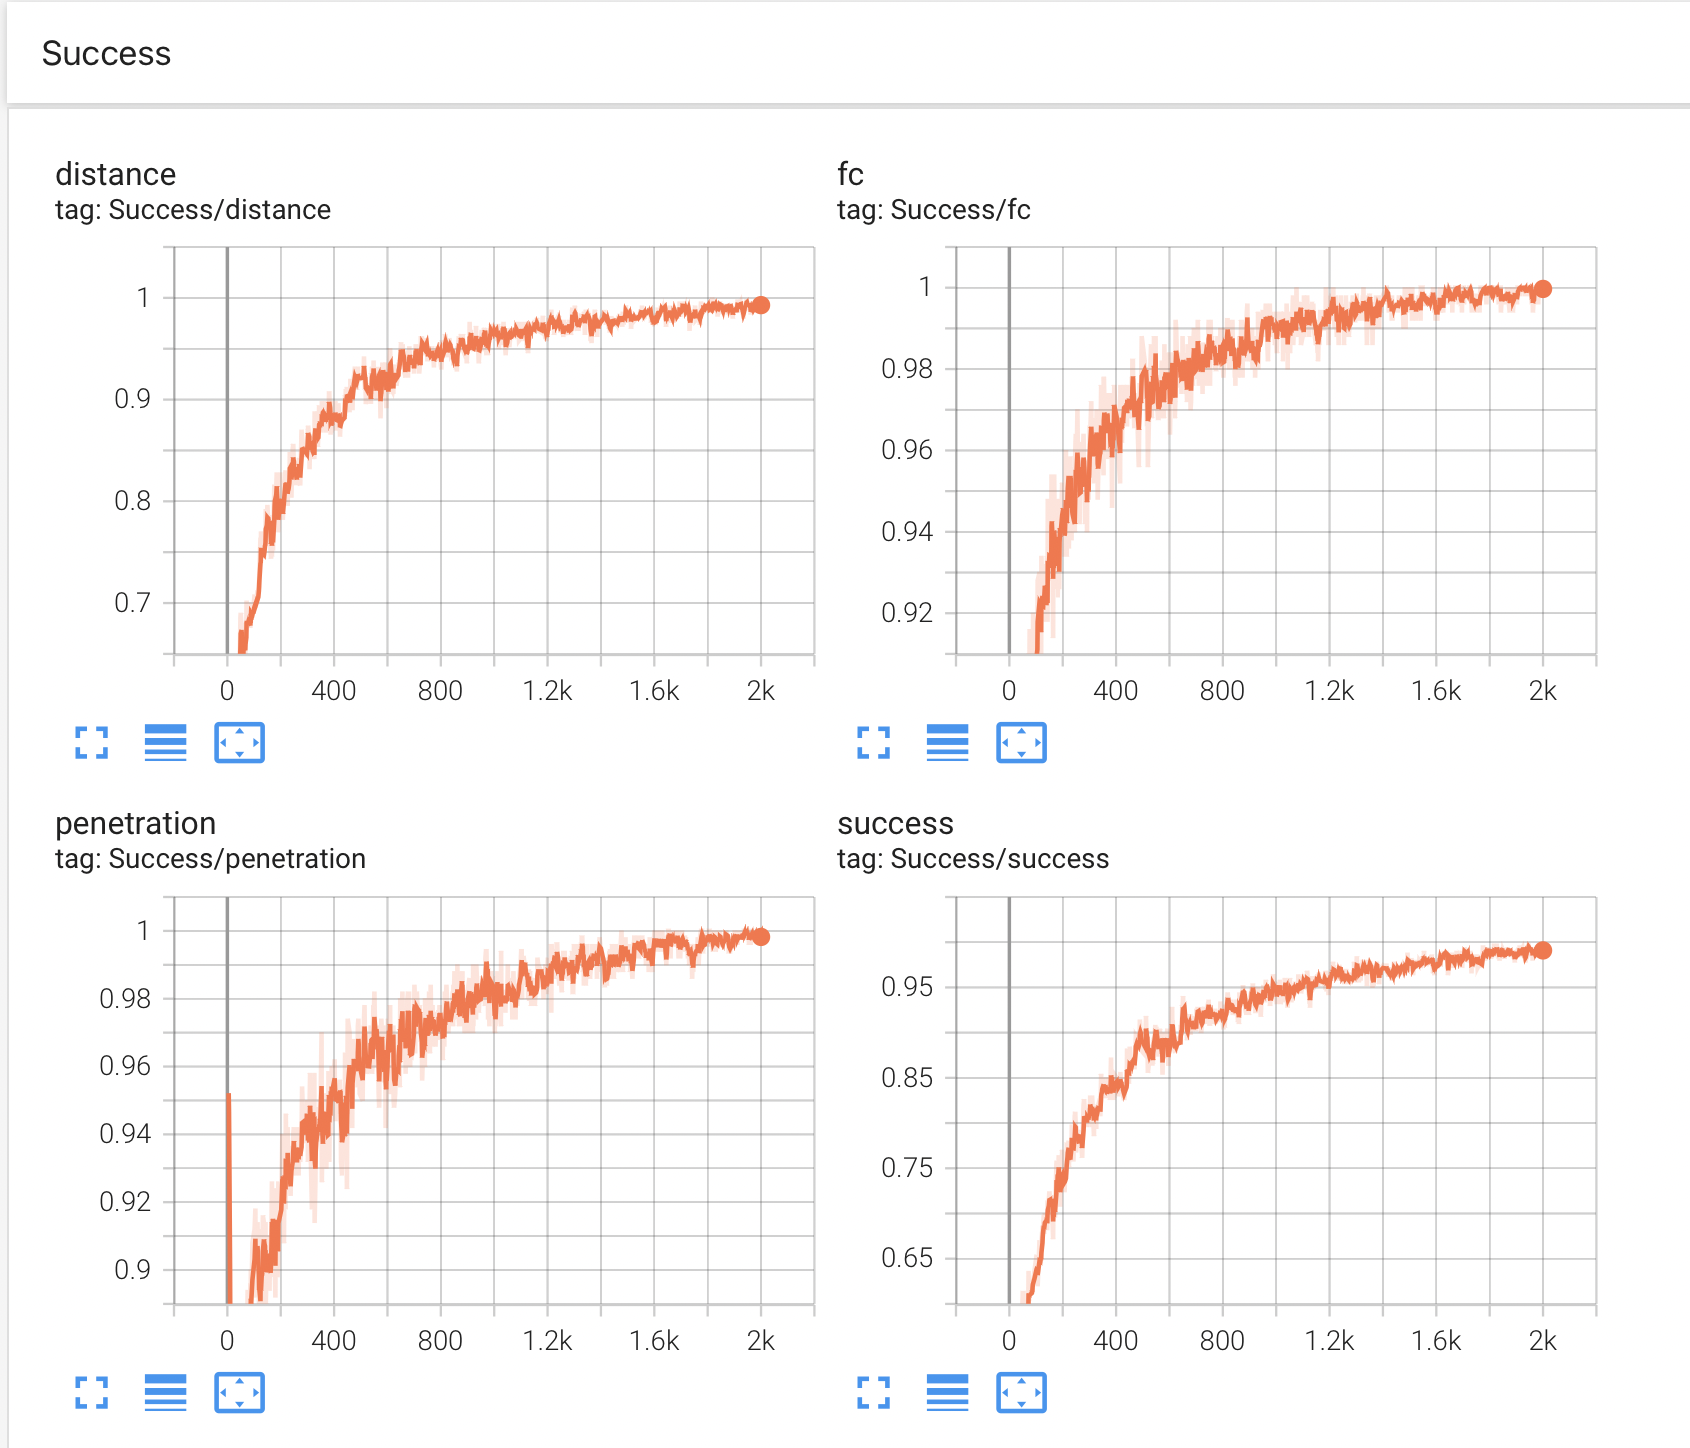 Success
distance
tag: Success/distance
1
0.9
0.8
0.7
0 400 800 1.2k 1.6k 2k
fc
tag: Success/fc
1
0.98
0.96
0.94
0.92
0 400 800 1.2k 1.6k 2k
penetration
tag: Success/penetration
1
0.98
0.96
0.94
0.92
0.9
0 400 800 1.2k 1.6k 2k
success
tag: Success/success
0.95
0.85
0.75
0.65
0 400 800 1.2k 1.6k 2k